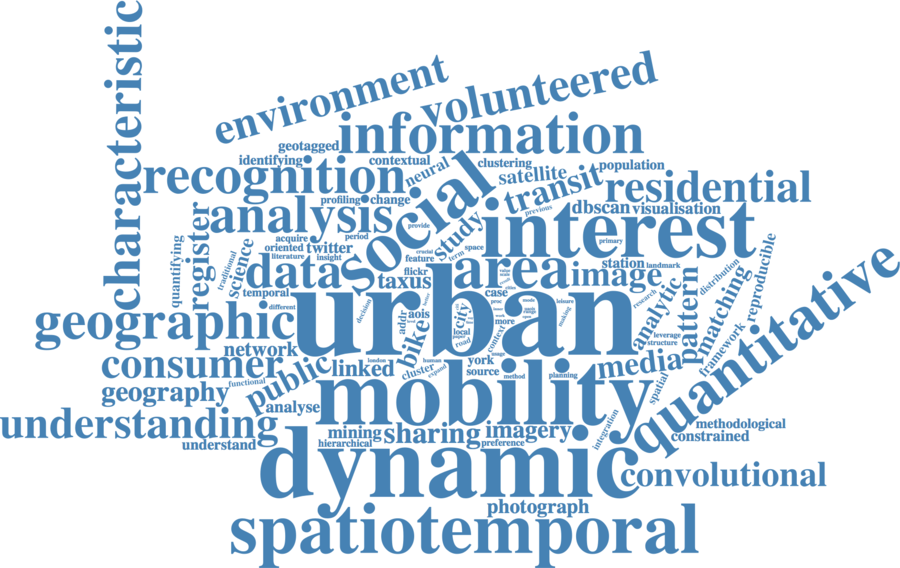 characteristic
environment
volunteered
information
geotagged
identifying
contextual
neural
clustering
satellite
population
recognition
social
transit
residential
profiling
change
previous
dbscan
visualisation
analysis
register
study
interest
provide
period
primary
quantifying
science
traditional
acquire
oriented
twitter
literature
insight
crucial
feature
term
space
station
landmark
data
flickr
taxus
area
image
temporal
case
different
urban
decision
addr
aois
bike
city
local
road
more
context
leisure
making
research
analytic
pattern
distribution
matching
reproducible
framework
leverage
structure
quantitative
geographic
network
consumer
functional
public
linked
london
human
cluster
expand
york
source
method
planning
media
spatial
geography
analyse
mobility
understanding
understand
mining
hierarchical
sharing
imagery
preference
integration
methodological
constrained
dynamic
convolutional
photograph
spatiotemporal